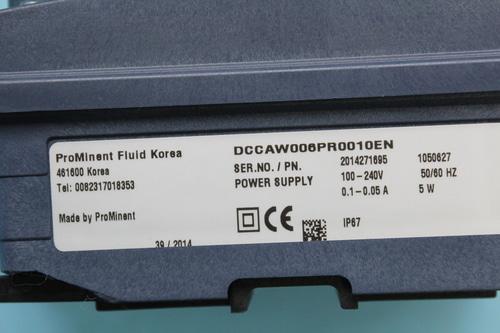 ProMinent Fluid Korea
461600 Korea
Tel: 0082317018353
Made by ProMinent
39 / 2014
DCCAW006PR0010EN
SER.NO. / PN. 2014271695 1050627
POWER SUPPLY 100-240V 50/60 HZ
0.1-0.05 A 5 W
CE IP67